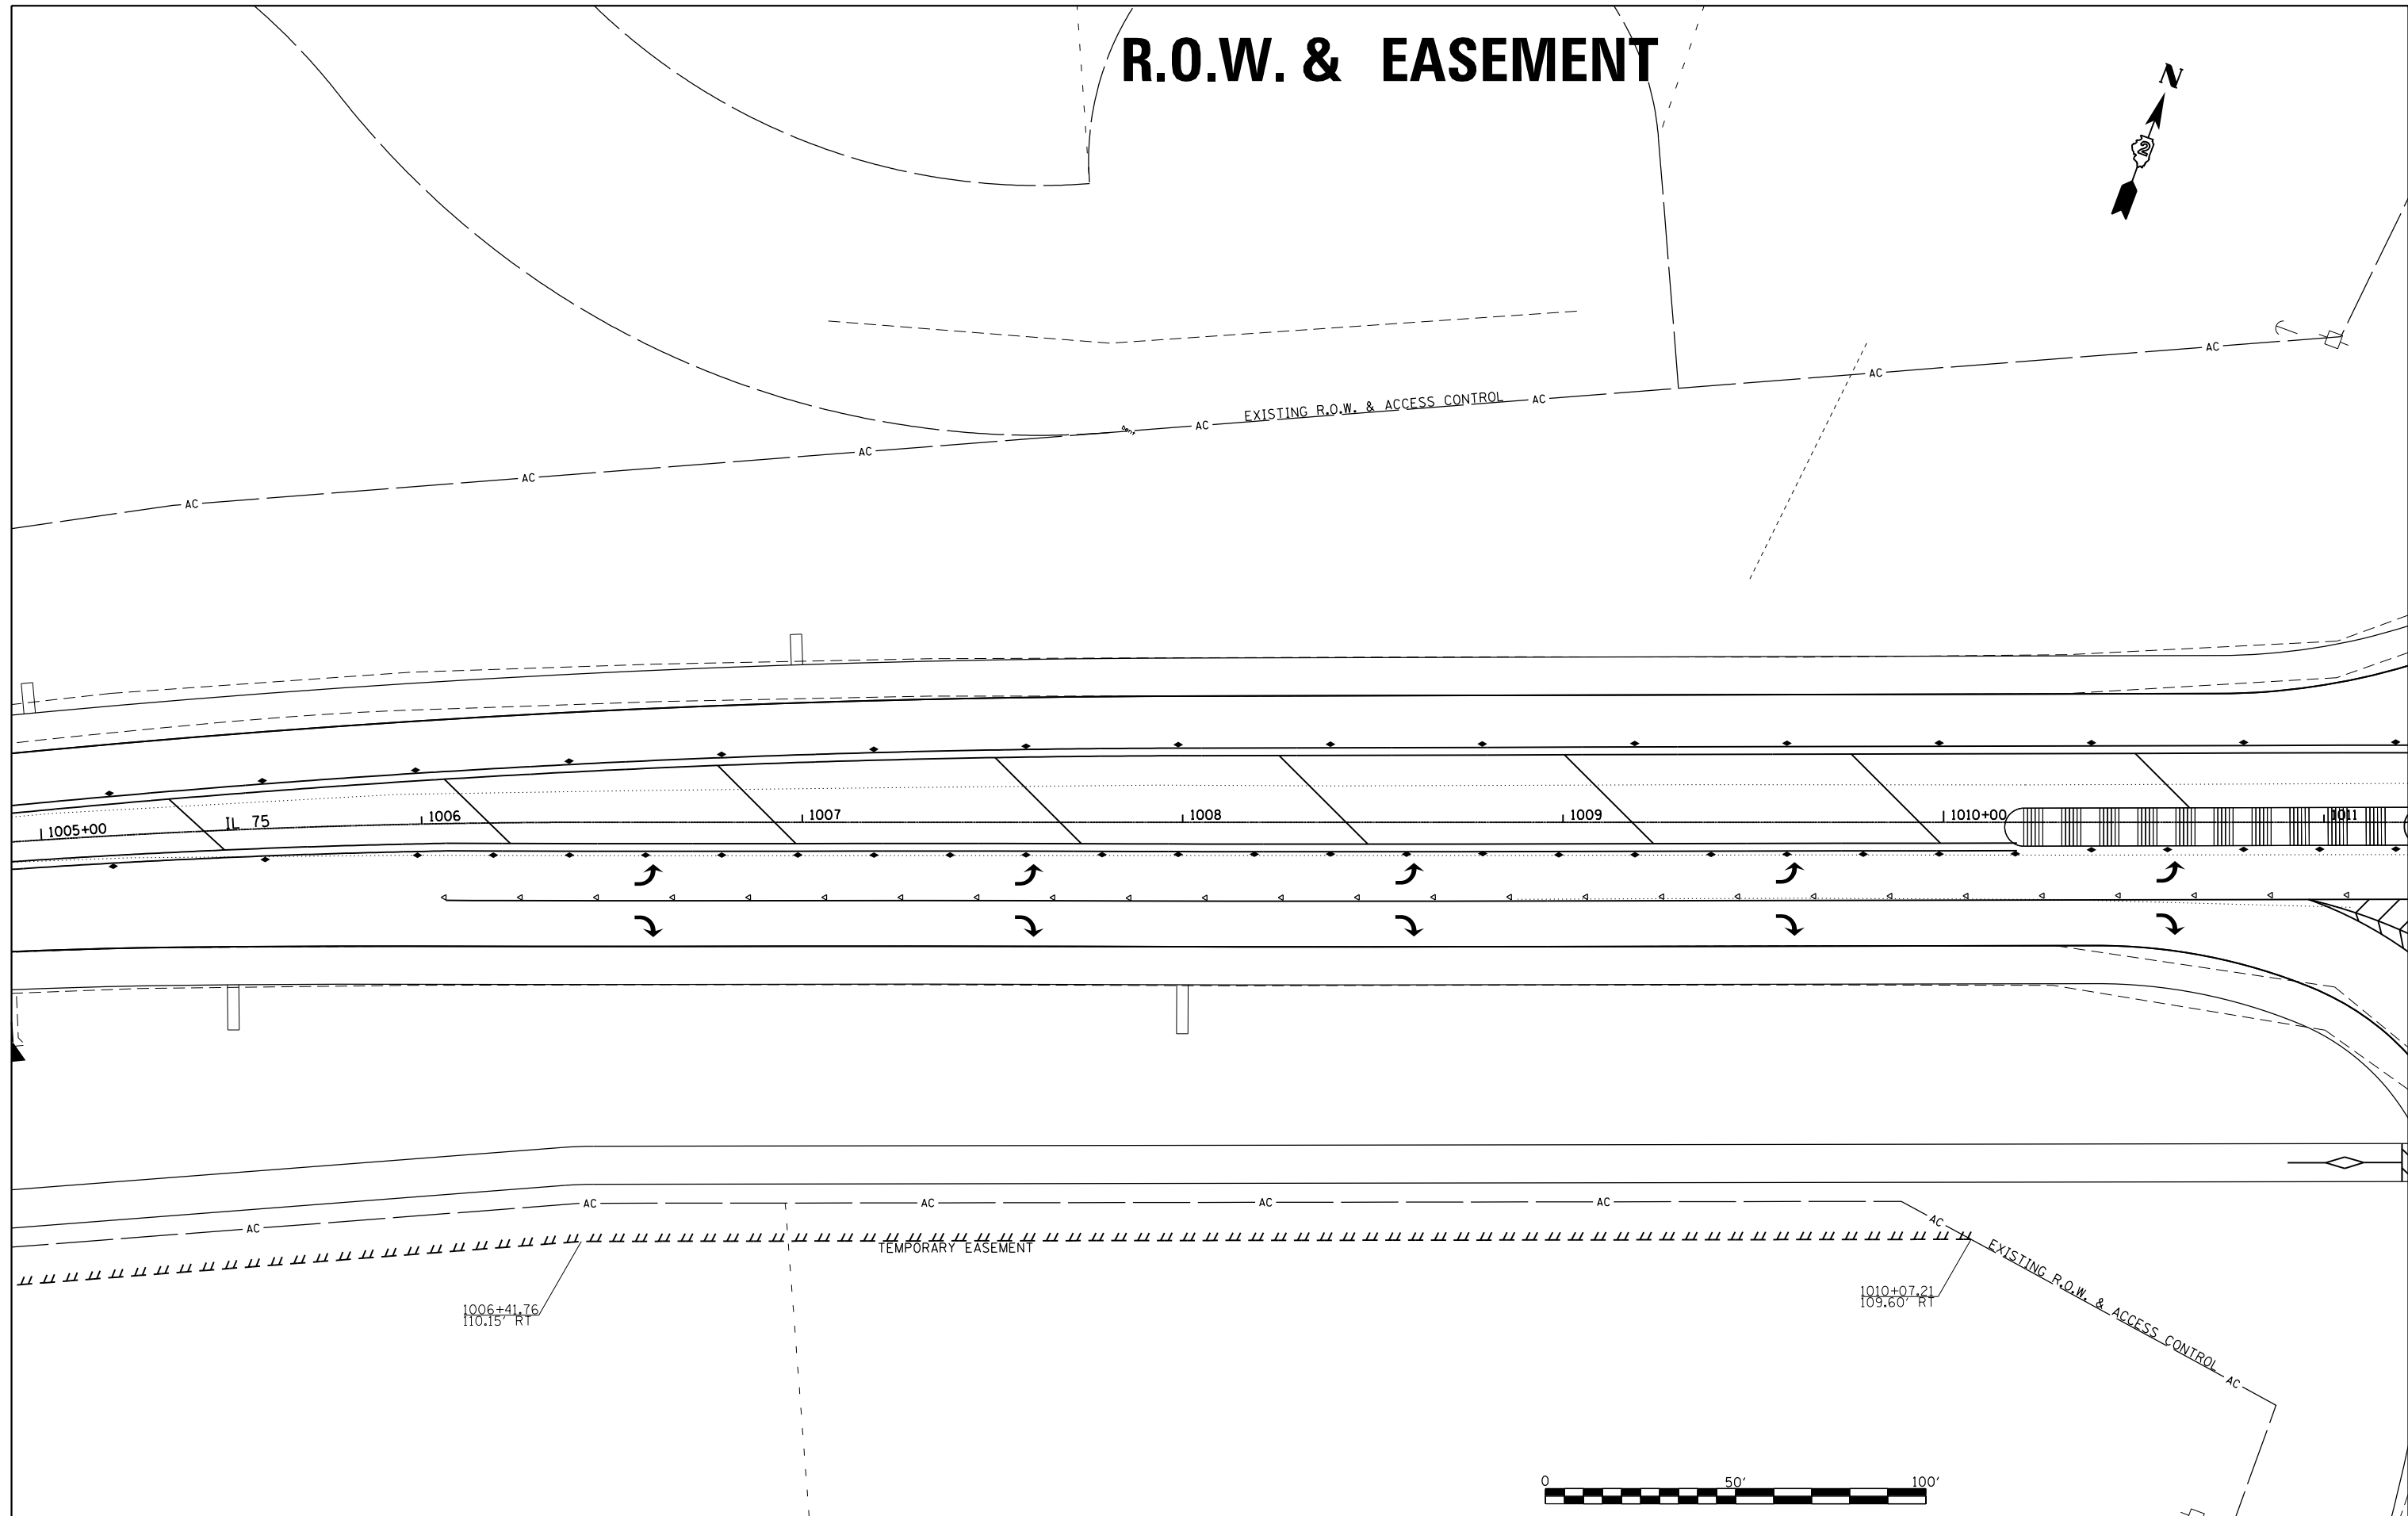 R.O.W. & EASEMENT
N
2
AC
AC
AC
EXISTING R.O.W. & ACCESS CONTROL
AC
AC
AC
AC
1005+00
IL 75
1006
1007
1008
1009
1010+00
1011
AC
AC
AC
AC
AC
AC
TEMPORARY EASEMENT
EXISTING R.O.W. & ACCESS CONTROL
AC
1006+41.76
110.15' RT
1010+07.21
109.60' RT
0 50' 100'